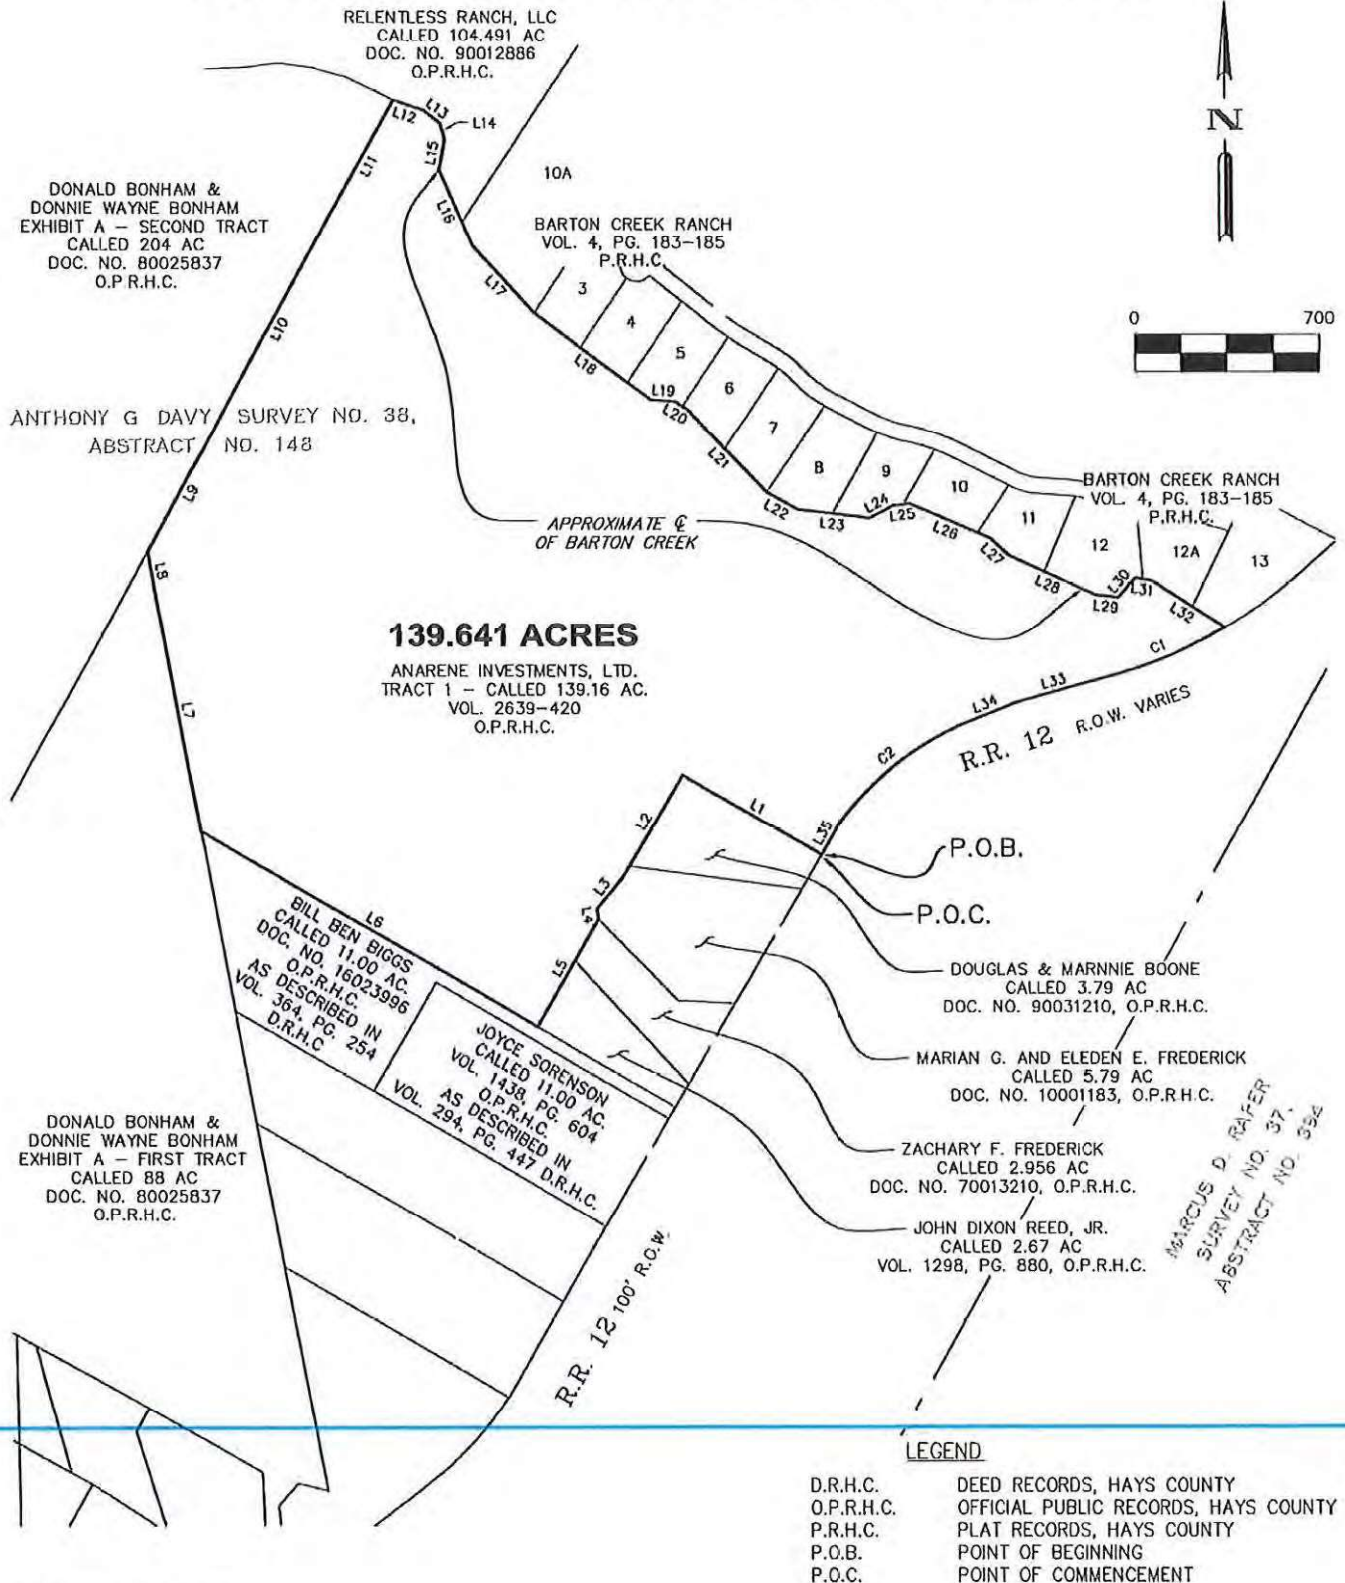 RELENTLESS RANCH, LLC
CALLED 104.491 AC
DOC. NO. 90012886
O.P.R.H.C.
N
0 700
L12
L13
L14
L15
L11
L16
10A
DONALD BONHAM &
DONNIE WAYNE BONHAM
EXHIBIT A – SECOND TRACT
CALLED 204 AC
DOC. NO. 80025837
O.P R.H.C.
BARTON CREEK RANCH
VOL. 4, PG. 183–185
P.R.H.C.
L17
3
4
5
6
7
8
9
10
11
12
12A
13
L10
L18
L19
L20
L21
L22
L23
L24
L25
L26
L27
L28
L29
L30
L31
L32
ANTHONY G DAVY SURVEY NO. 38,
ABSTRACT NO. 148
BARTON CREEK RANCH
VOL. 4, PG. 183–185
P.R.H.C.
L9
APPROXIMATE ℄
OF BARTON CREEK
L8
139.641 ACRES
ANARENE INVESTMENTS, LTD.
TRACT 1 – CALLED 139.16 AC.
VOL. 2639–420
O.P.R.H.C.
C1
L33
L34
C2
R.R. 12 R.O.W. VARIES
L7
L1
L2
L35
L3
L4
L5
L6
P.O.B.
P.O.C.
BILL BEN BIGGS
CALLED 11.00 AC.
DOC. NO. 16023996
O.P.R.H.C.
AS DESCRIBED IN
VOL. 364, PG. 254
D.R.H.C
JOYCE SORENSON
CALLED 11.00 AC.
VOL. 1438, PG. 604
O.P.R.H.C.
AS DESCRIBED IN
VOL. 294, PG. 447 D.R.H.C.
DOUGLAS & MARNNIE BOONE
CALLED 3.79 AC
DOC. NO. 90031210, O.P.R.H.C.
MARIAN G. AND ELEDEN E. FREDERICK
CALLED 5.79 AC
DOC. NO. 10001183, O.P.R.H.C.
ZACHARY F. FREDERICK
CALLED 2.956 AC
DOC. NO. 70013210, O.P.R.H.C.
JOHN DIXON REED, JR.
CALLED 2.67 AC
VOL. 1298, PG. 880, O.P.R.H.C.
MARCUS D. RAFER
SURVEY NO. 37,
ABSTRACT NO. 394
DONALD BONHAM &
DONNIE WAYNE BONHAM
EXHIBIT A – FIRST TRACT
CALLED 88 AC
DOC. NO. 80025837
O.P.R.H.C.
R.R. 12 100' R.O.W.
LEGEND
D.R.H.C. DEED RECORDS, HAYS COUNTY
O.P.R.H.C. OFFICIAL PUBLIC RECORDS, HAYS COUNTY
P.R.H.C. PLAT RECORDS, HAYS COUNTY
P.O.B. POINT OF BEGINNING
P.O.C. POINT OF COMMENCEMENT